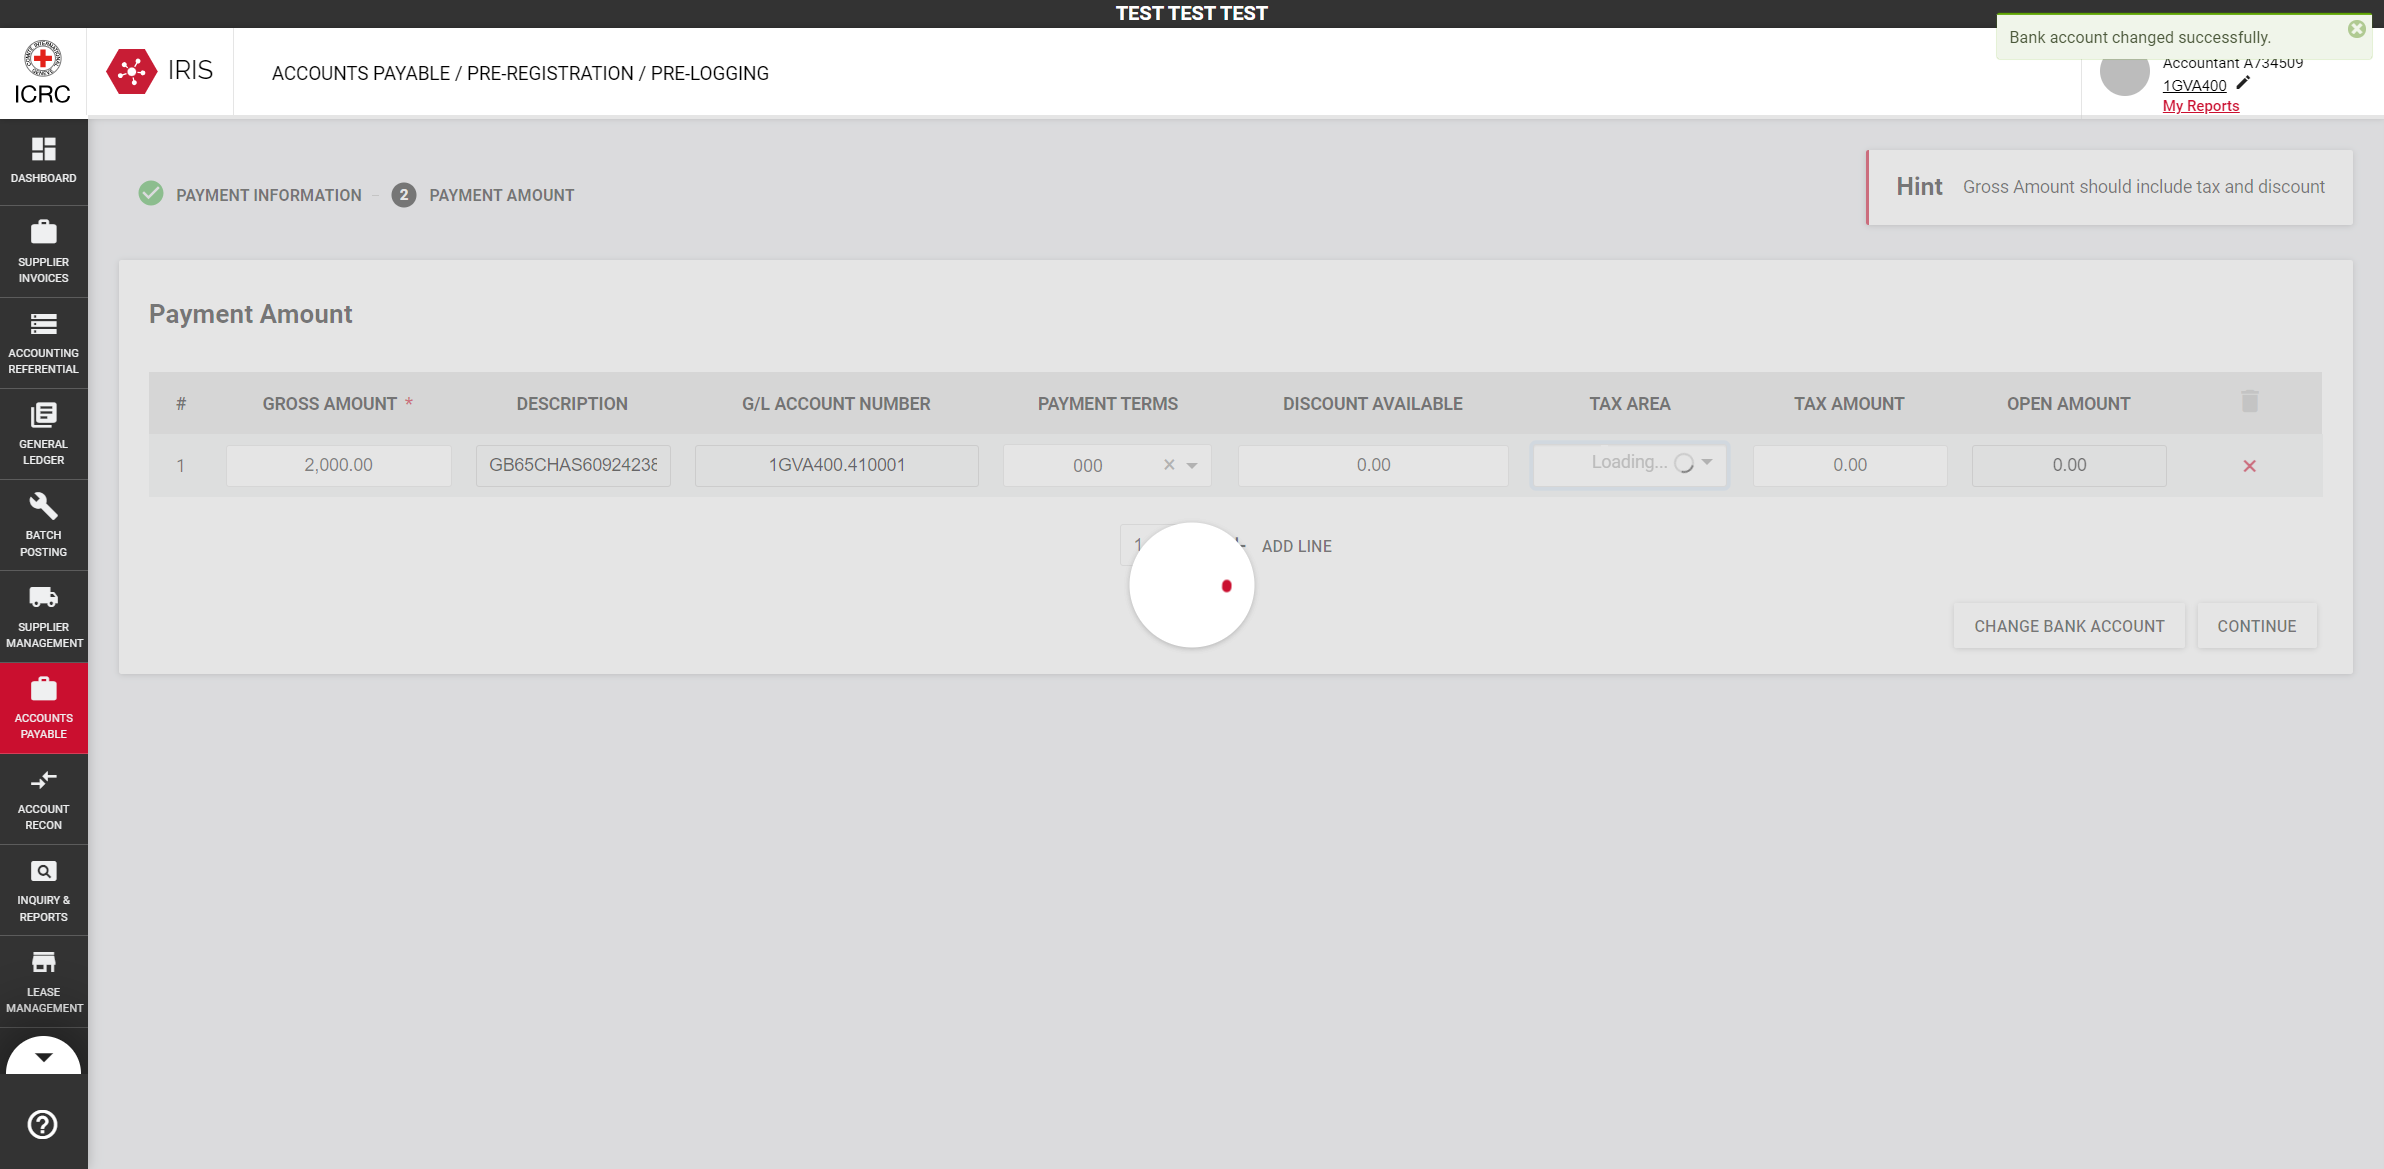 TEST TEST TEST
Bank account changed successfully.
ICRC
IRIS
ACCOUNTS PAYABLE / PRE-REGISTRATION / PRE-LOGGING
Accountant A734509
1GVA400
My Reports
DASHBOARD
SUPPLIER
INVOICES
ACCOUNTING
REFERENTIAL
GENERAL
LEDGER
BATCH
POSTING
SUPPLIER
MANAGEMENT
ACCOUNTS
PAYABLE
ACCOUNT
RECON
INQUIRY &
REPORTS
LEASE
MANAGEMENT
PAYMENT INFORMATION
2 PAYMENT AMOUNT
Hint Gross Amount should include tax and discount
Payment Amount
# GROSS AMOUNT * DESCRIPTION G/L ACCOUNT NUMBER PAYMENT TERMS DISCOUNT AVAILABLE TAX AREA TAX AMOUNT OPEN AMOUNT
1 2,000.00 GB65CHAS60924238 1GVA400.410001 000 0.00 Loading... 0.00 0.00
1 ADD LINE
CHANGE BANK ACCOUNT CONTINUE